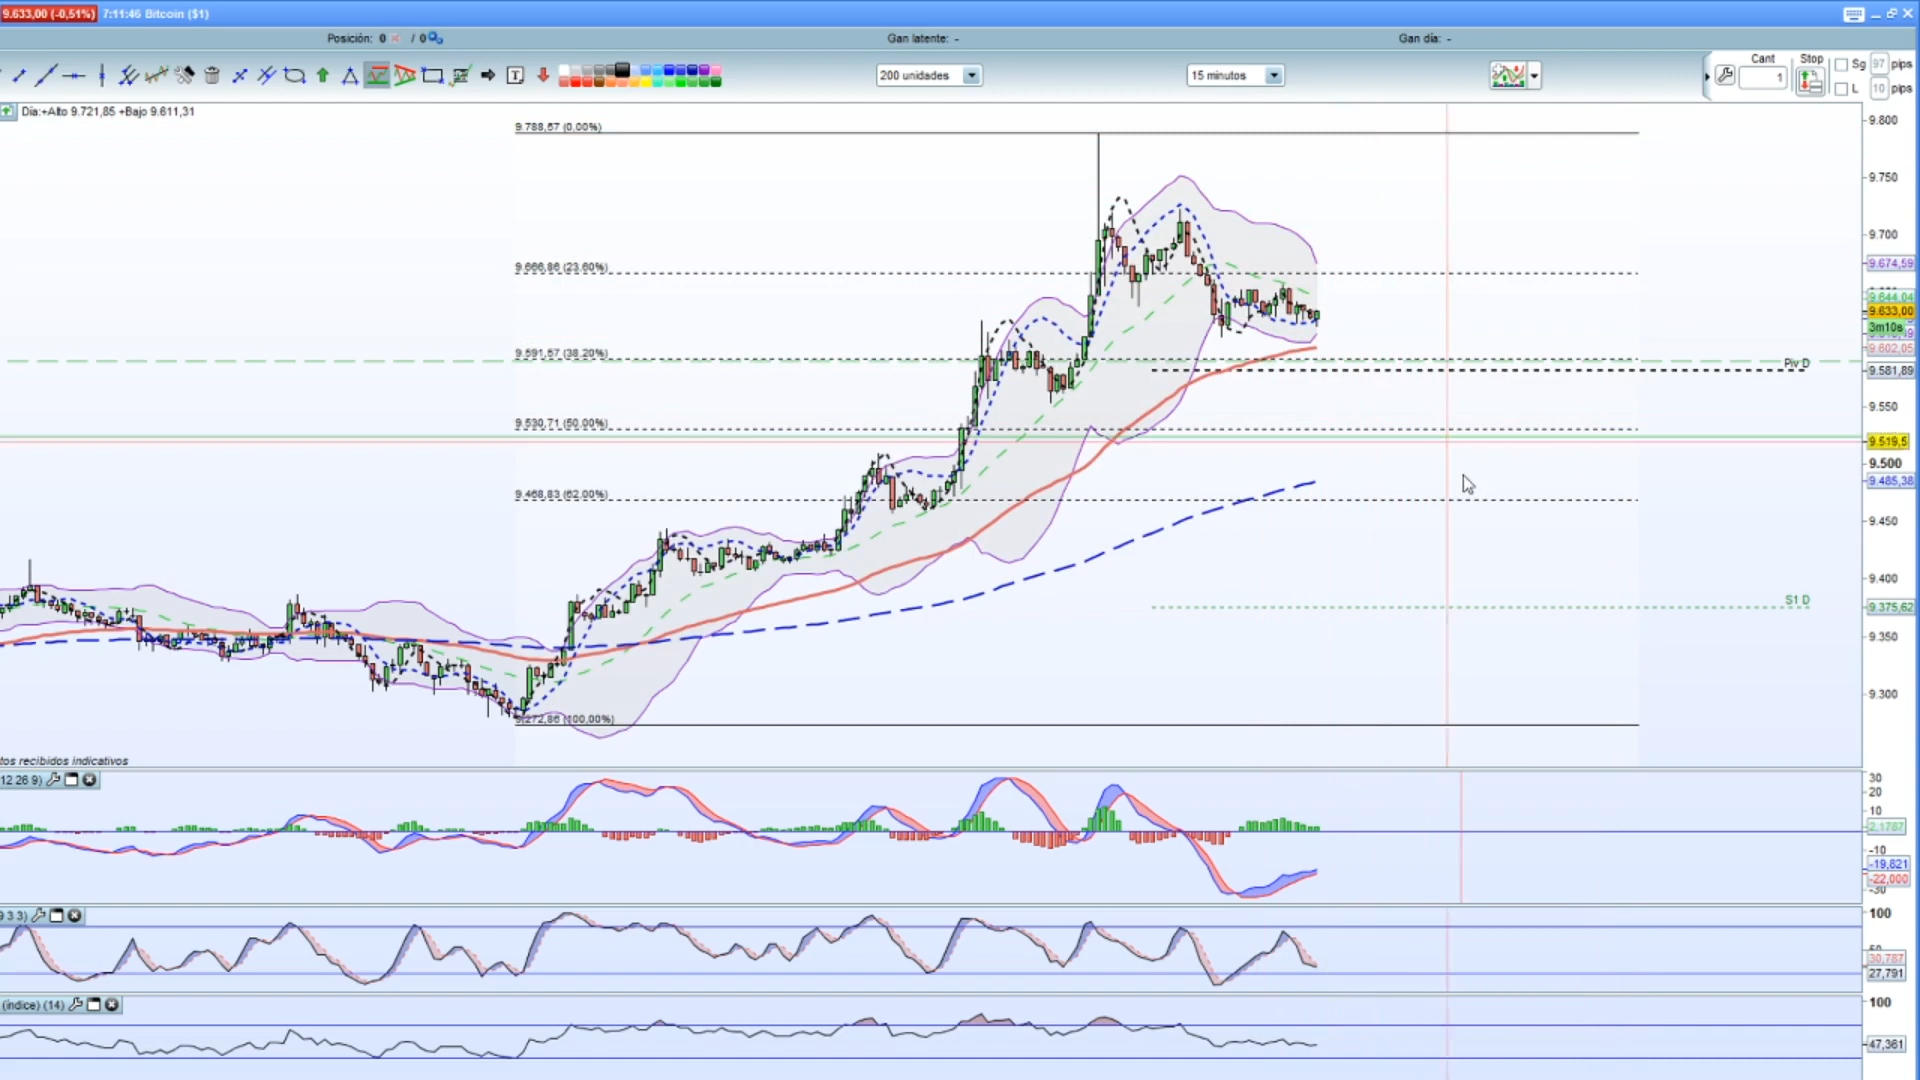 9.633,00 (-0,51%) 7:11:46 Bitcoin ($1)
Posición: 0 / 0
Gan latente: -
Gan día: -
200 unidades
15 minutos
Cant
1
Stop
Sg 97 pips
L 10 pips
Día:+Alto 9.721,85 +Bajo 9.611,31
9.788,57 (0,00%)
9.666,86 (23,60%)
9.591,57 (38,20%)
9.530,71 (50,00%)
9.468,83 (62,00%)
9.272,86 (100,00%)
Piv D
S1 D
9.800
9.750
9.700
9.674,59
9.644,04
9.633,00
3m10s
9.602,05
9.581,89
9.550
9.519,5
9.500
9.485,38
9.450
9.400
9.375,62
9.350
9.300
tos recibidos indicativos
12 26 9)
30
20
10
2,1787
-10
-19,821
-22,000
-30
9 3 3)
100
50
30,787
27,791
(índice) (14)
100
47,361